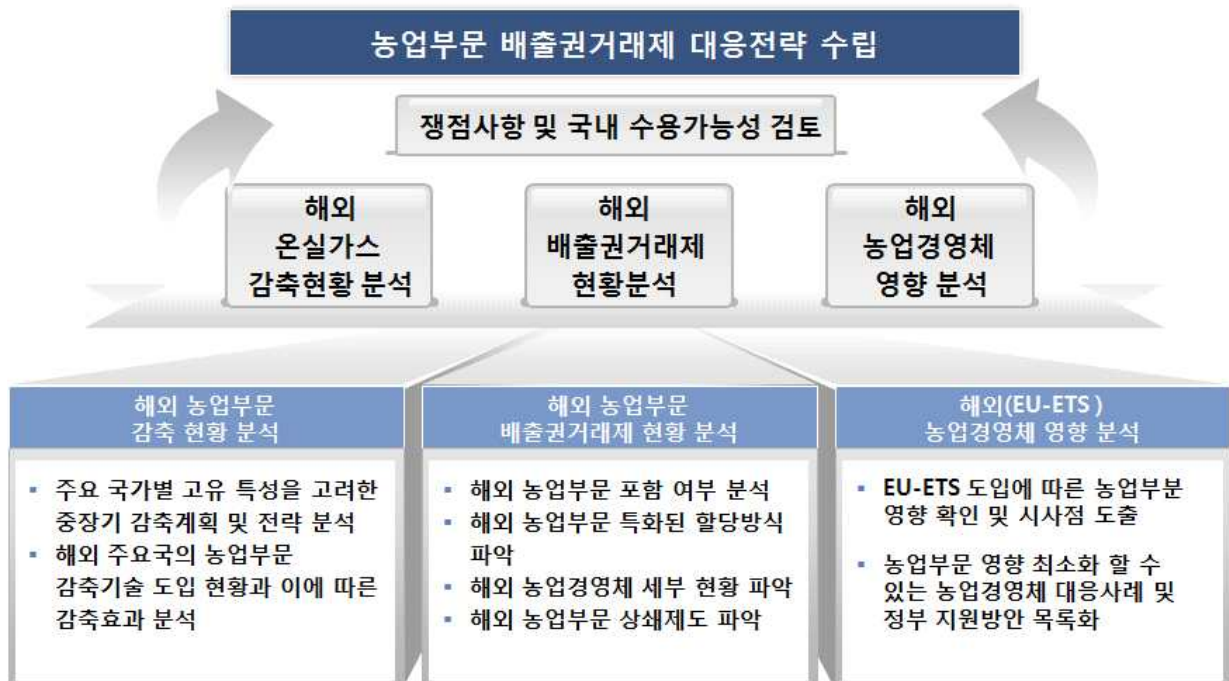 농업부문 배출권거래제 대응전략 수립
쟁점사항 및 국내 수용가능성 검토
해외
온실가스
감축현황 분석
해외
배출권거래제
현황분석
해외
농업경영체
영향 분석
해외 농업부문
감축 현황 분석
▪ 주요 국가별 고유 특성을 고려한
중장기 감축계획 및 전략 분석
▪ 해외 주요국의 농업부문
감축기술 도입 현황과 이에 따른
감축효과 분석
해외 농업부문
배출권거래제 현황 분석
▪ 해외 농업부문 포함 여부 분석
▪ 해외 농업부문 특화된 할당방식
파악
▪ 해외 농업경영체 세부 현황 파악
▪ 해외 농업부문 상쇄제도 파악
해외(EU-ETS )
농업경영체 영향 분석
▪ EU-ETS 도입에 따른 농업부분
영향 확인 및 시사점 도출
▪ 농업부문 영향 최소화 할 수
있는 농업경영체 대응사례 및
정부 지원방안 목록화